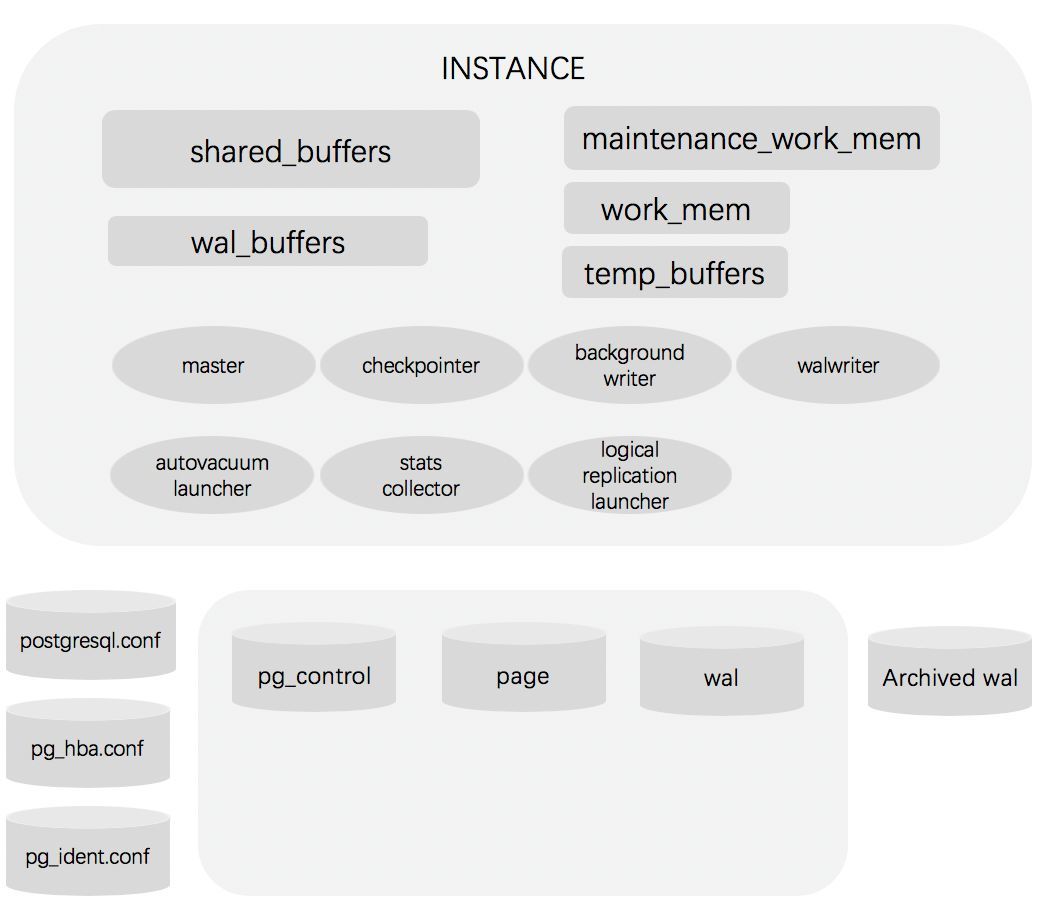 INSTANCE
shared_buffers
maintenance_work_mem
wal_buffers
work_mem
temp_buffers
master
checkpointer
background
writer
walwriter
autovacuum
launcher
stats
collector
logical
replication
launcher
postgresql.conf
pg_hba.conf
pg_ident.conf
pg_control
page
wal
Archived wal